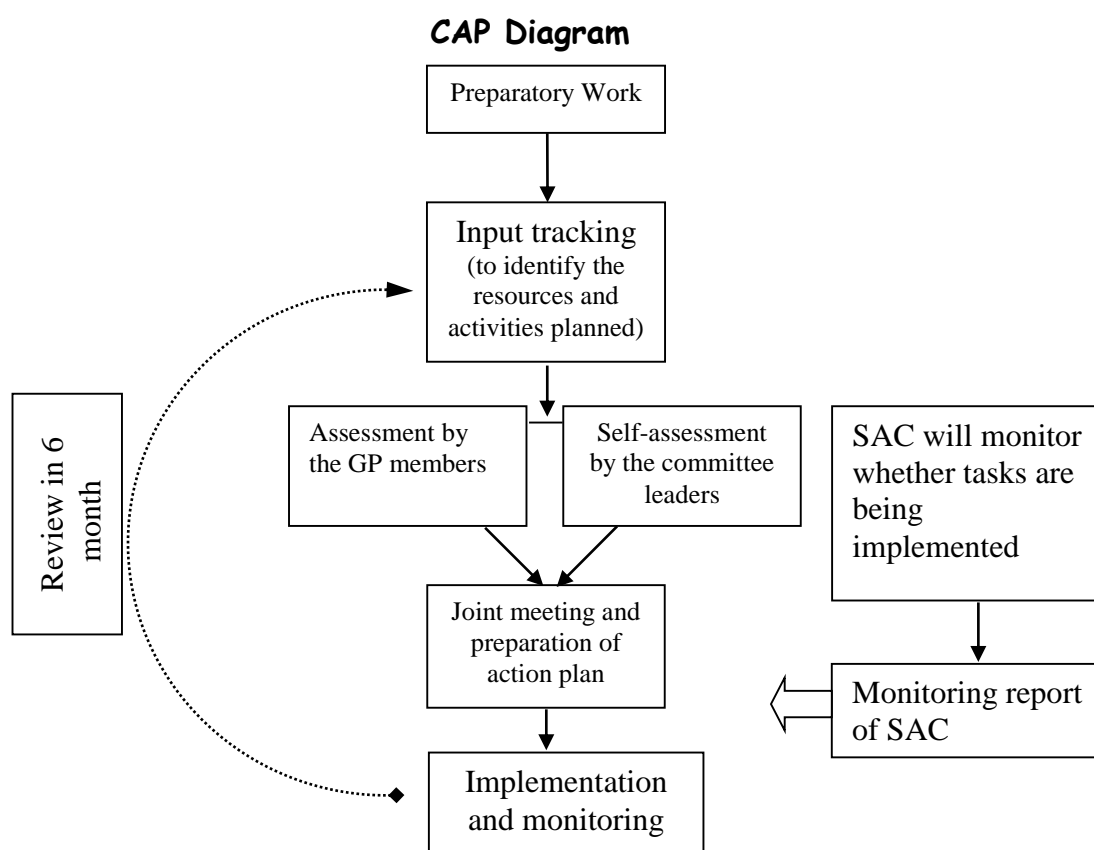 CAP Diagram
Preparatory Work
Input tracking
(to identify the
resources and
activities planned)
Assessment by
the GP members
Self-assessment
by the committee
leaders
SAC will monitor
whether tasks are
being
implemented
Review in 6
month
Joint meeting and
preparation of
action plan
Monitoring report
of SAC
Implementation
and monitoring